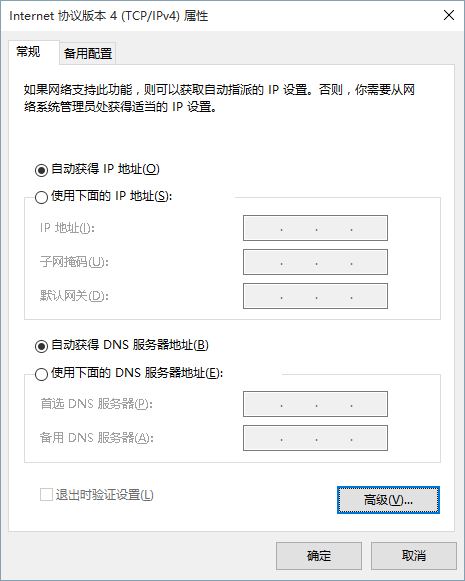 Internet 协议版本 4 (TCP/IPv4) 属性
常规
备用配置
如果网络支持此功能，则可以获取自动指派的 IP 设置。否则，你需要从网
络系统管理员处获得适当的 IP 设置。
自动获得 IP 地址(O)
使用下面的 IP 地址(S):
IP 地址(I):
子网掩码(U):
默认网关(D):
自动获得 DNS 服务器地址(B)
使用下面的 DNS 服务器地址(E):
首选 DNS 服务器(P):
备用 DNS 服务器(A):
退出时验证设置(L)
高级(V)...
确定
取消